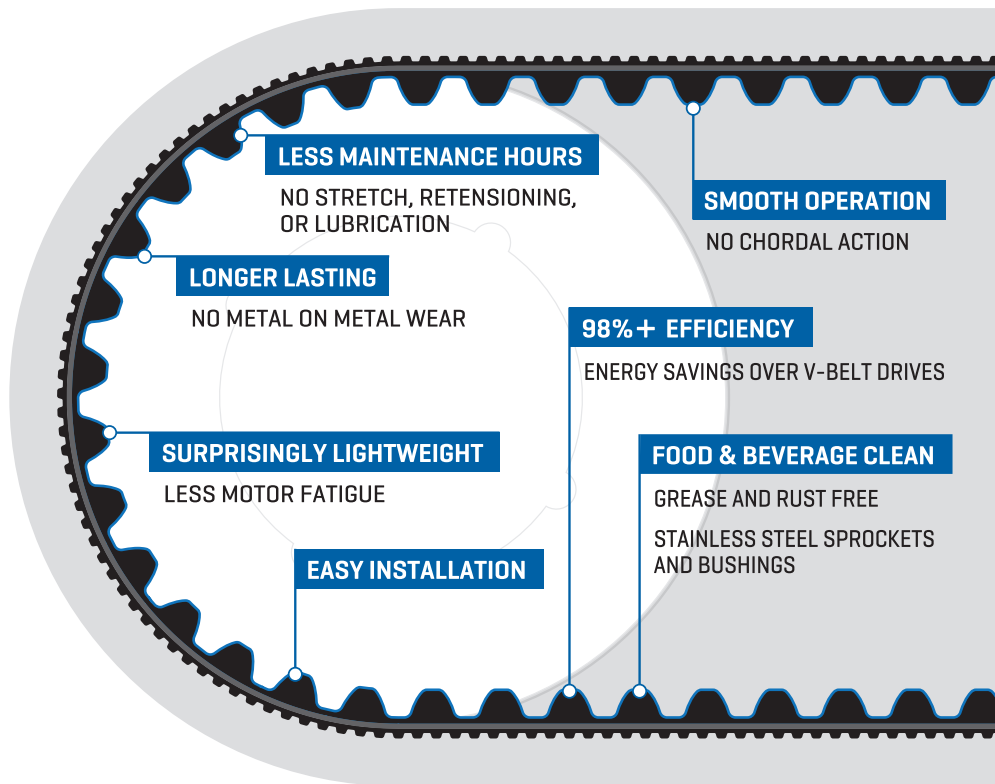 LESS MAINTENANCE HOURS
NO STRETCH, RETENSIONING,
OR LUBRICATION
SMOOTH OPERATION
NO CHORDAL ACTION
LONGER LASTING
NO METAL ON METAL WEAR
98%+ EFFICIENCY
ENERGY SAVINGS OVER V-BELT DRIVES
SURPRISINGLY LIGHTWEIGHT
LESS MOTOR FATIGUE
FOOD & BEVERAGE CLEAN
GREASE AND RUST FREE
STAINLESS STEEL SPROCKETS
AND BUSHINGS
EASY INSTALLATION